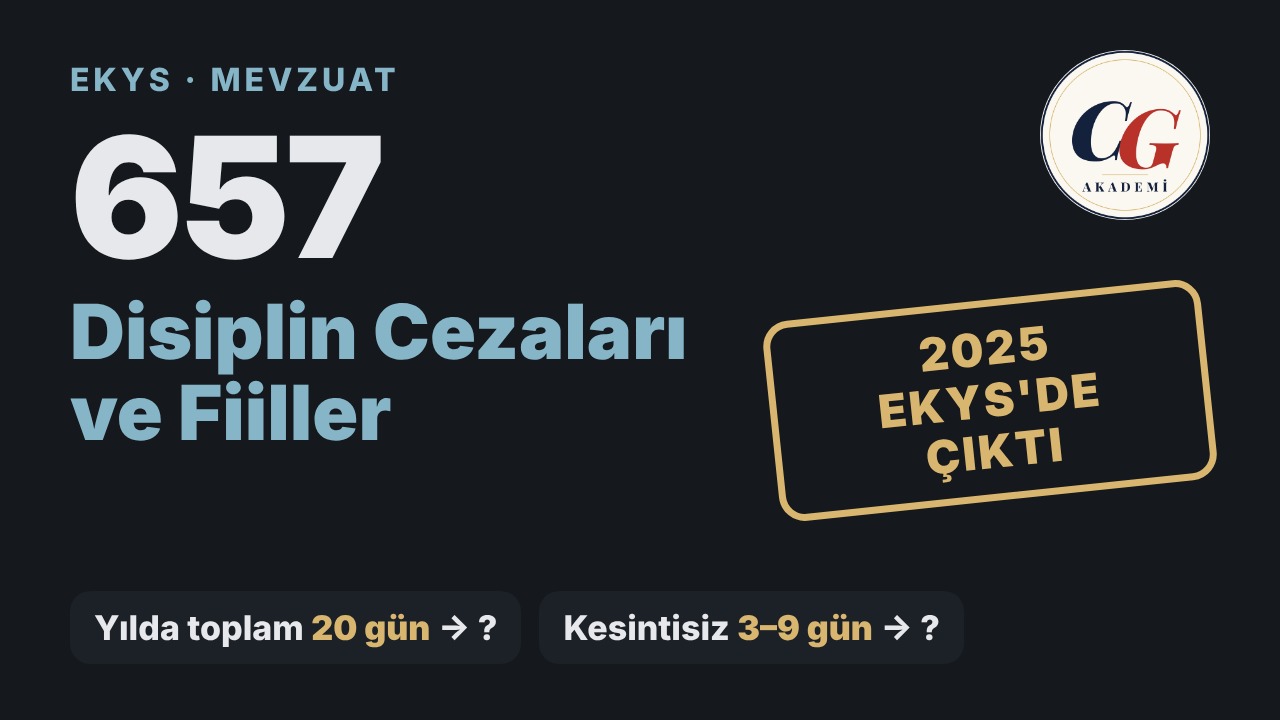 EKYS · MEVZUAT
657
Disiplin Cezaları
ve Fiiller
CG
AKADEMİ
2025
EKYS'DE
ÇIKTI
Yılda toplam 20 gün → ?
Kesintisiz 3–9 gün → ?